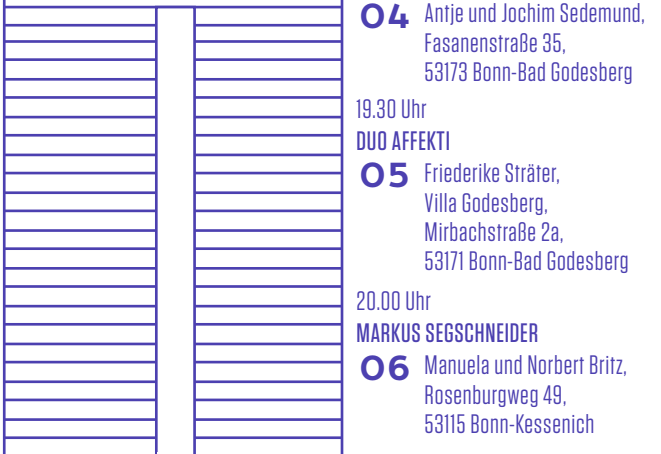 04 Antje und Jochim Sedemund,
Fasanenstraße 35,
53173 Bonn-Bad Godesberg
19.30 Uhr
DUO AFFEKTI
05 Friederike Sträter,
Villa Godesberg,
Mirbachstraße 2a,
53171 Bonn-Bad Godesberg
20.00 Uhr
MARKUS SEGSCHNEIDER
06 Manuela und Norbert Britz,
Rosenburgweg 49,
53115 Bonn-Kessenich